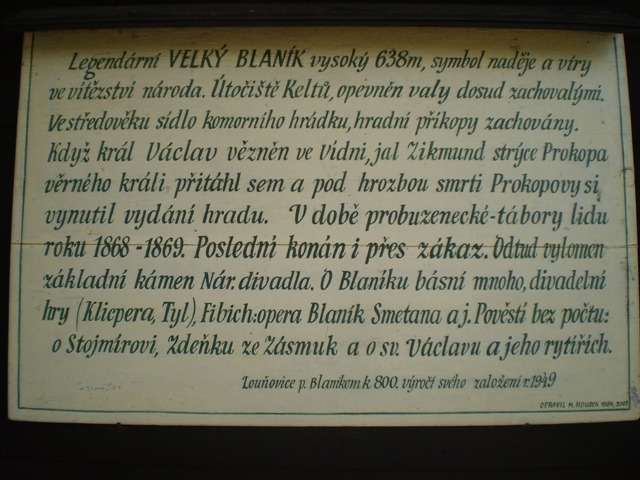 Legendární VELKÝ BLANÍK vysoký 638m, symbol naděje a víry
ve vítězství národa. Útočiště Keltů, opevněn valy dosud zachovalými.
Ve středověku sídlo komorního hrádku, hradní příkopy zachovány.
Když král Václav vězněn ve Vídni, jal Zikmund strýce Prokopa
věrného králi přitáhl sem a pod hrozbou smrti Prokopovy si
vynutil vydání hradu. V době probuzenecké-tábory lidu
roku 1868-1869. Poslední konán i přes zákaz. Odtud vylomen
základní kámen Nár. divadla. O Blaníku básní mnoho, divadelní
hry (Klicpera, Tyl), Fibich: opera Blaník Smetana a j. Pověstí bez počtu:
o Stojmírovi, Zdeňku ze Zásmuk a o sv. Václavu a jeho rytířích.
Louňovice p. Blaníkem k 800. výročí svého založení r. 1949
OPRAVIL M. HOUDEK